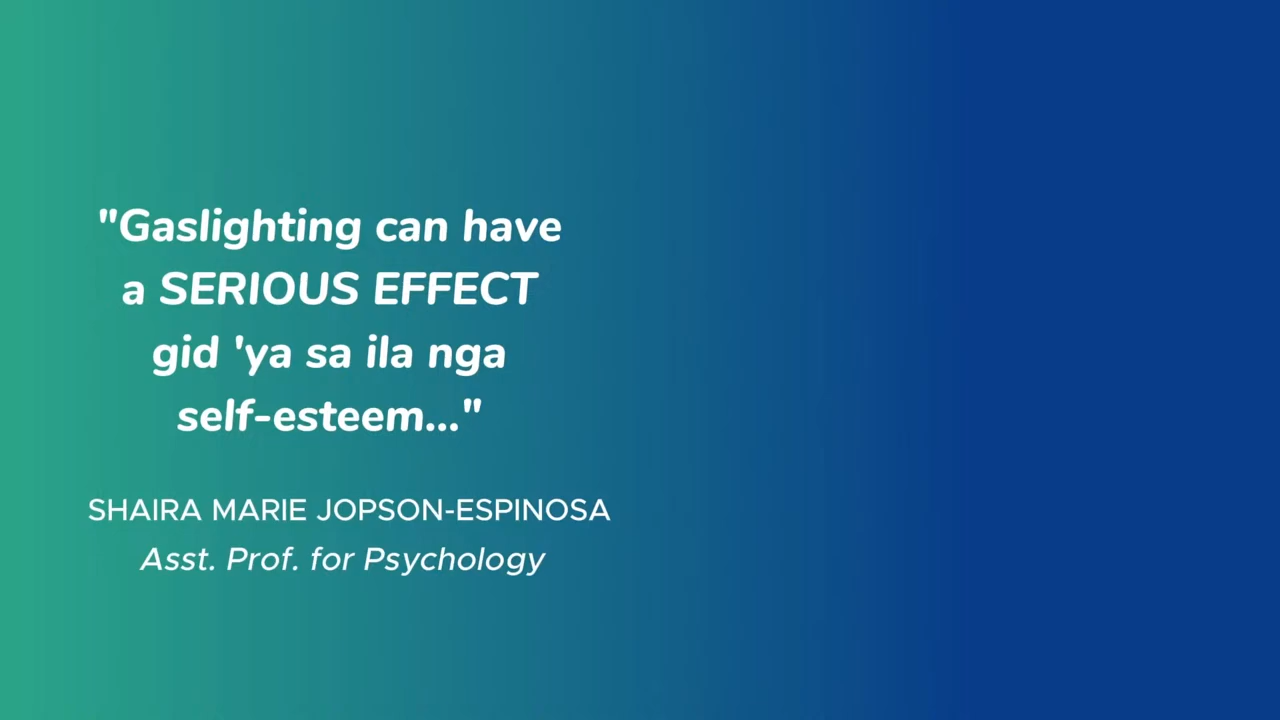 "Gaslighting can have
a SERIOUS EFFECT
gid 'ya sa ila nga
self-esteem..."
SHAIRA MARIE JOPSON-ESPINOSA
Asst. Prof. for Psychology